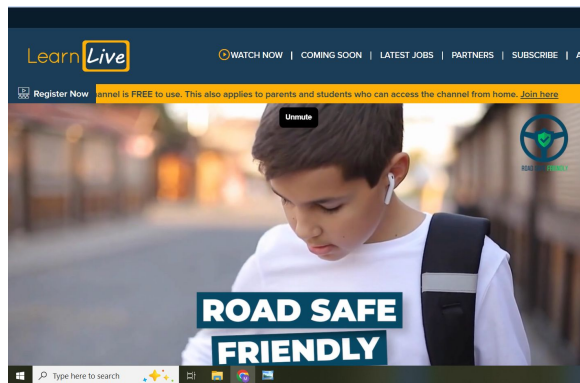 Learn Live
WATCH NOW | COMING SOON | LATEST JOBS | PARTNERS | SUBSCRIBE |
Register Now
annel is FREE to use. This also applies to parents and students who can access the channel from home. Join here
Unmute
ROAD SAFE
ROAD SAFE
FRIENDLY
Type here to search